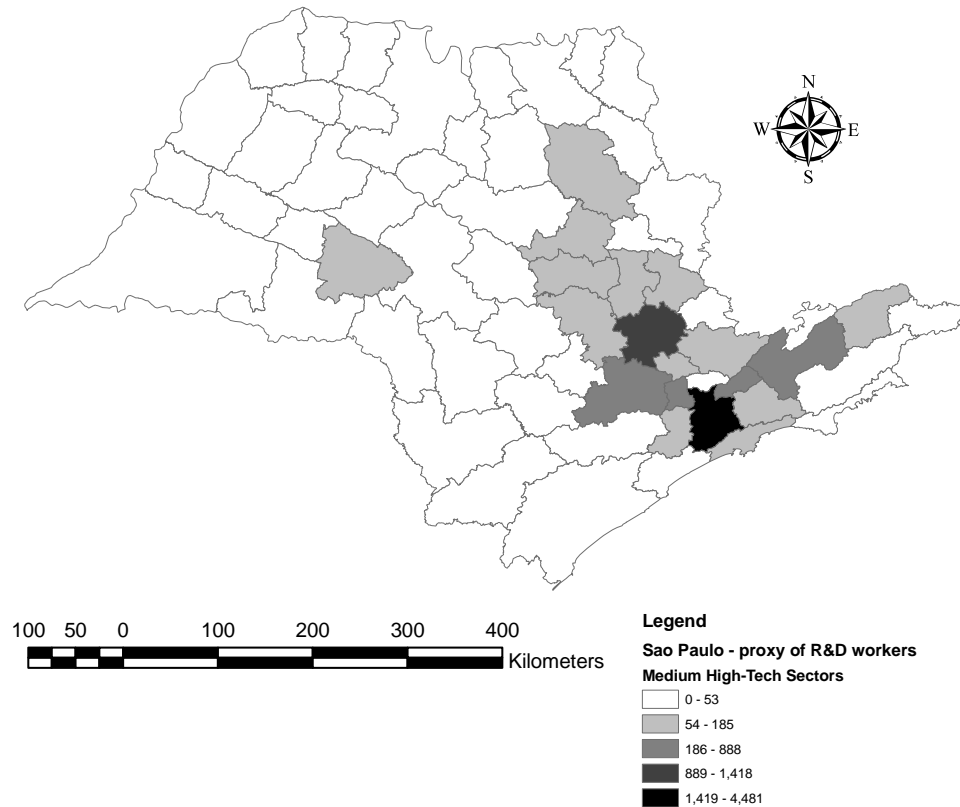 N
W E
S
100 50 0 100 200 300 400
Kilometers
Legend
Sao Paulo - proxy of R&D workers
Medium High-Tech Sectors
0 - 53
54 - 185
186 - 888
889 - 1,418
1,419 - 4,481